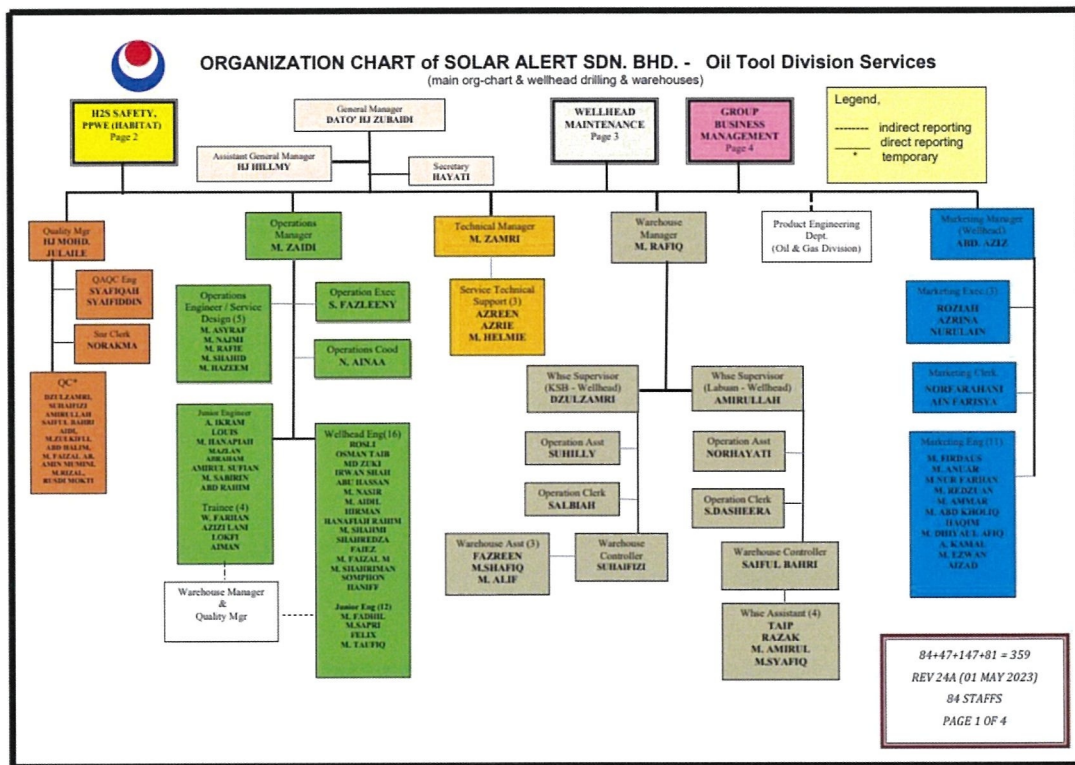 ORGANIZATION CHART of SOLAR ALERT SDN. BHD. - Oil Tool Division Services
(main org-chart & wellhead drilling & warehouses)
H2S SAFETY,
PPWE (HABITAT)
Page 2
General Manager
DATO' HJ ZUBAIDI
WELLHEAD
MAINTENANCE
Page 3
GROUP
BUSINESS
MANAGEMENT
Page 4
Legend,
-------- indirect reporting
_____ direct reporting
* temporary
Assistant General Manager
HJ HILLMY
Secretary
HAYATI
Quality Mgr
HJ MOHD.
JULAILE
Operations
Manager
M. ZAIDI
Technical Manager
M. ZAMRI
Warehouse
Manager
M. RAFIQ
Product Engineering
Dept.
(Oil & Gas Division)
Marketing Manager
(Wellhead)
ABD. AZIZ
QAQC Eng
SYAFIQAH
SYAIFIDDIN
Snr Clerk
NORAKMA
QC*
DZULZAMRI,
SUHAIFIZI
AMIRULLAH
SAIFUL BAHRI
AIDI,
M.ZULKIFLI,
ABD HALIM,
M. FAIZAL AB,
AMIN MUMINI,
M.RIZAL,
RUSDI MOKTI
Operations
Engineer / Service
Design (5)
M. ASYRAF
M. NAIMI
M. RAFIE
M. SHAHID
M. HAZEEM
Operation Exec
S. FAZLEENY
Operations Cood
N. AINAA
Junior Engineer
A. IKRAM
LOUIS
M. HANAPIAH
MAZLAN
ABRAHAM
AMIRUL SUFIAN
M. SABIRIN
ABD RAHIM
Trainee (4)
W. FARHAN
AZIZI LANI
LOKFI
AIMAN
Warehouse Manager
&
Quality Mgr
Wellhead Eng(16)
ROSLI
OSMAN TAIB
MD ZUKI
IRWAN SHAH
ABU HASSAN
M. NASIR
M. AIDIL
HIRMAN
HANAFIAH RAHIM
M. SHAHMI
SHAHREDZA
FAIEZ
M. FAIZAL M
M. SHAHRIMAN
SOMPHON
HANIFF
Junior Eng (12)
M. FADHIL
M.SAPRI
FELIX
M. TAUFIQ
Service Technical
Support (3)
AZREEN
AZRIE
M. HELMIE
Whse Supervisor
(KSB - Wellhead)
DZULZAMRI
Operation Asst
SUHILLY
Operation Clerk
SALBIAH
Warehouse Asst (3)
FAZREEN
M.SHAFIQ
M. ALIF
Warehouse
Controller
SUHAIFIZI
Whse Supervisor
(Labuan - Wellhead)
AMIRULLAH
Operation Asst
NORHAYATI
Operation Clerk
S.DASHEERA
Warehouse Controller
SAIFUL BAHRI
Whse Assistant (4)
TAIP
RAZAK
M. AMIRUL
M.SYAFIQ
Marketing Exec(3)
ROZIAH
AZRINA
NURULAIN
Marketing Clerk
NORFARAHANI
AIN FARISYA
Marketing Eng (11)
M. FIRDAUS
M. ANUAR
M.NUR FARHAN
M. REDZUAN
M. AMMAR
M. ABD KHOLIQ
HAQIM
M. DHIYAUL AFIQ
A. KAMAL
M. EZWAN
AIZAD
84+47+147+81 = 359
REV 24A (01 MAY 2023)
84 STAFFS
PAGE 1 OF 4